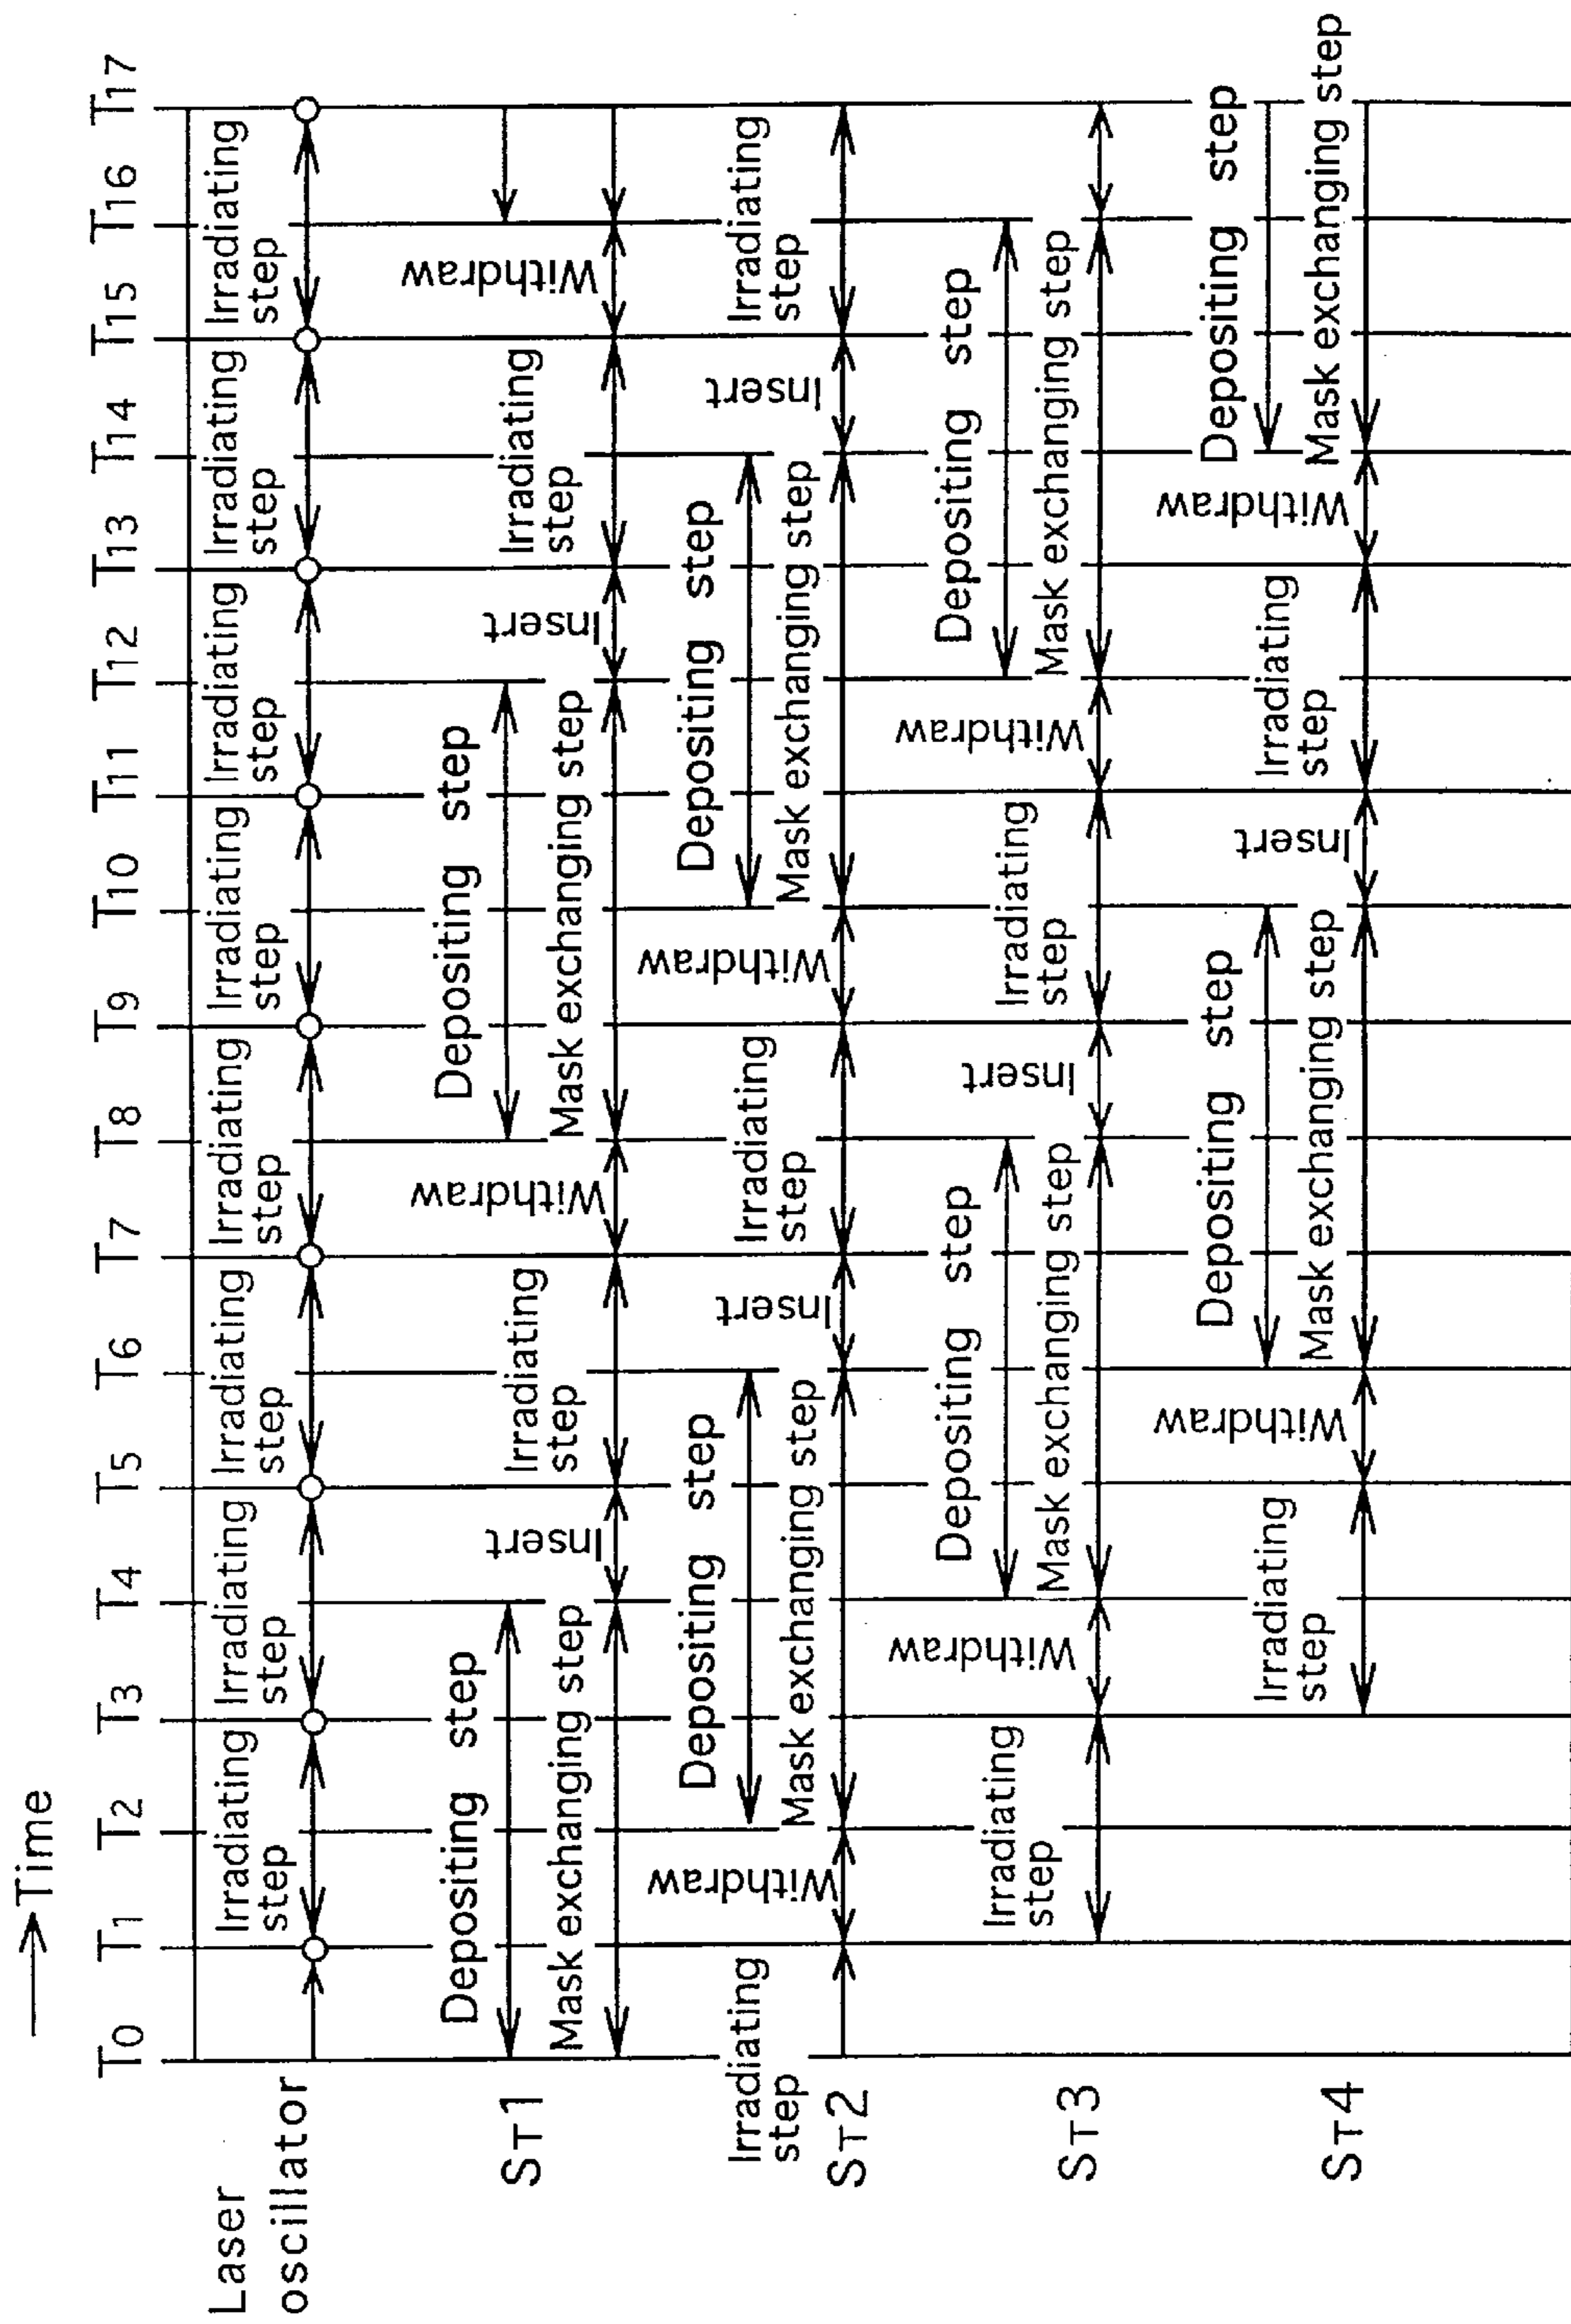 →Time
T0 T1 T2 T3 T4 T5 T6 T7 T8 T9 T10 T11 T12 T13 T14 T15 T16 T17
Laser
oscillator
Irradiating
step
Irradiating
step
Irradiating
step
Irradiating
step
Irradiating
step
Irradiating
step
Irradiating
step
Irradiating
step
ST1
Depositing step
Mask exchanging step
Insert
Irradiating
step
Withdraw
Depositing step
Mask exchanging step
Insert
Irradiating
step
Withdraw
ST2
Irradiating
step
Withdraw
Depositing step
Mask exchanging step
Insert
Irradiating
step
Withdraw
Depositing step
Mask exchanging step
Insert
Irradiating
step
ST3
Irradiating
step
Withdraw
Depositing step
Mask exchanging step
Insert
Irradiating
step
Withdraw
Depositing step
Mask exchanging step
ST4
Irradiating
step
Withdraw
Depositing step
Mask exchanging step
Insert
Irradiating
step
Withdraw
Depositing step
Mask exchanging step